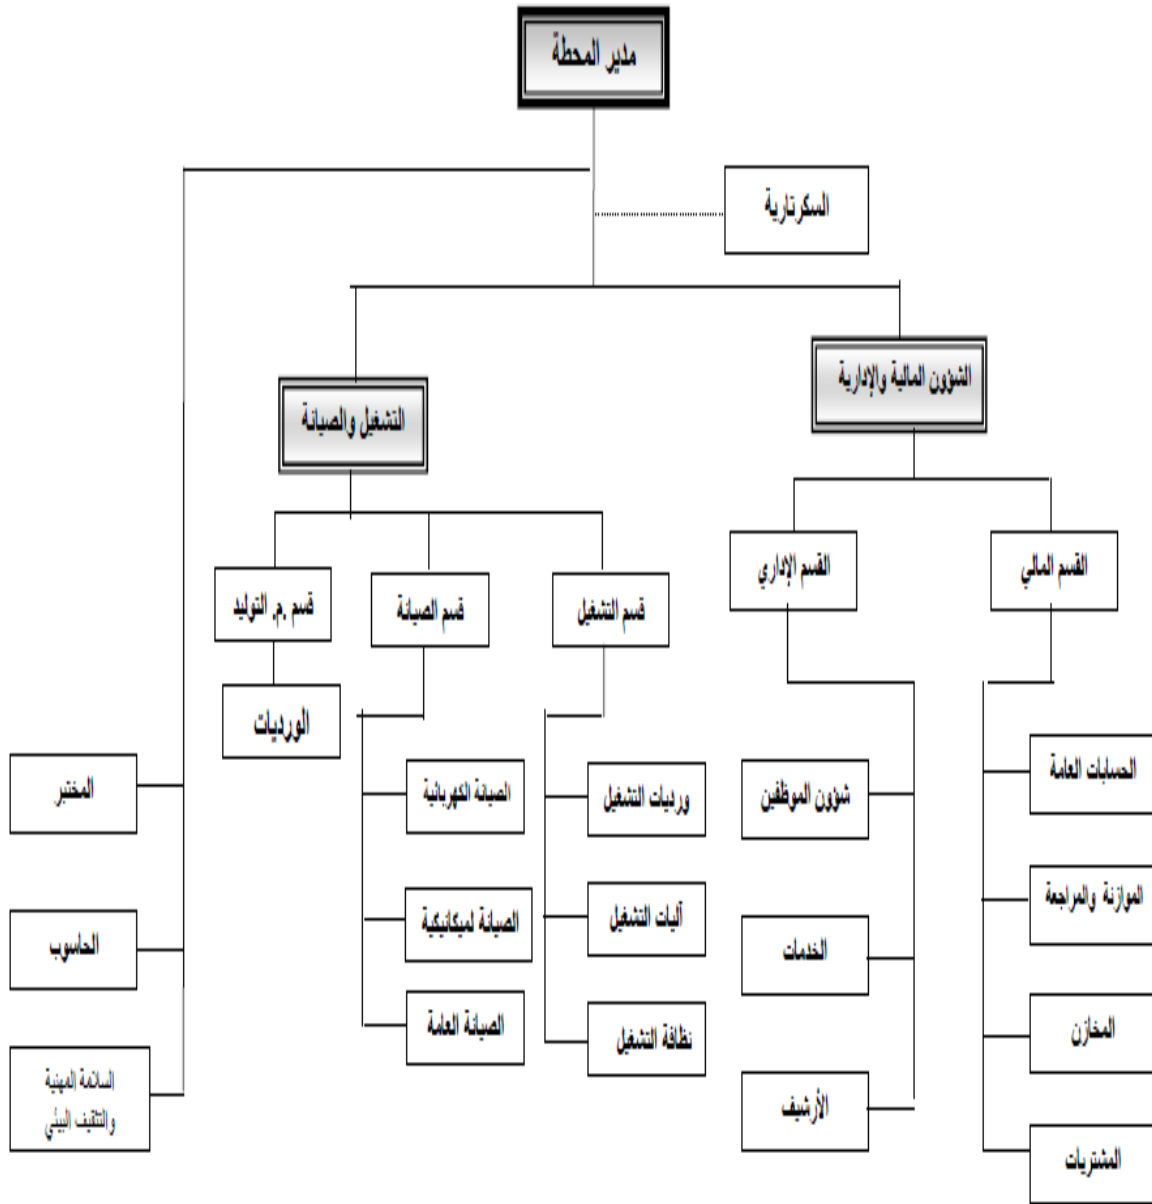 مدير المحطة
السكرتارية
الشؤون المالية والإدارية
التشغيل والصيانة
القسم المالي
القسم الإداري
قسم التشغيل
قسم الصيانة
قسم .م. التوليد
الورديات
الحسابات العامة
الموازنة والمراجعة
المخازن
المشتريات
شؤون الموظفين
الخدمات
الأرشيف
ورديات التشغيل
آليات التشغيل
نظافة التشغيل
الصيانة الكهربائية
الصيانة لميكانيكية
الصيانة العامة
المختبر
الحاسوب
السلامة المهنية
والتثقيف البيئي